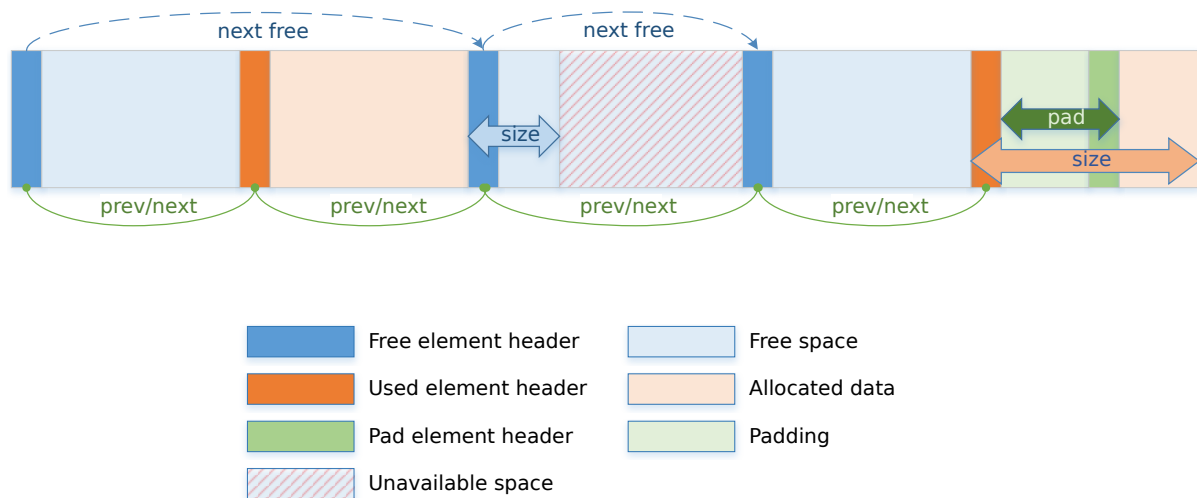 next free
next free
size
pad
size
prev/next
prev/next
prev/next
prev/next
Free element header
Free space
Used element header
Allocated data
Pad element header
Padding
Unavailable space